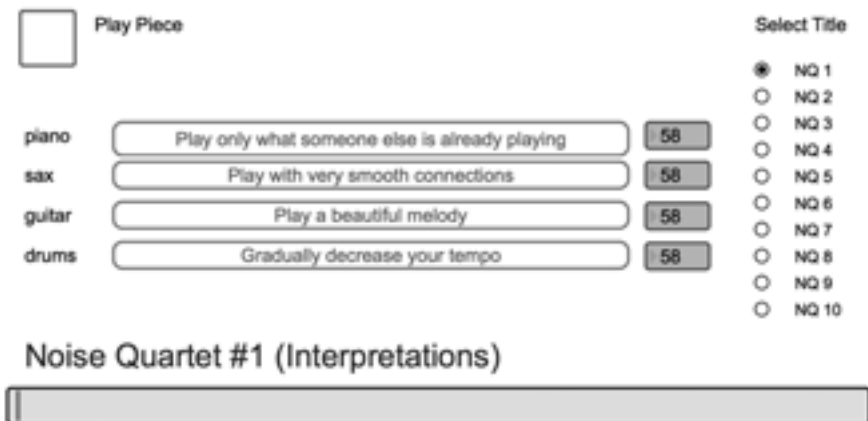 Play Piece
Select Title
NQ 1
NQ 2
NQ 3
NQ 4
NQ 5
NQ 6
NQ 7
NQ 8
NQ 9
NQ 10
piano Play only what someone else is already playing 58
sax Play with very smooth connections 58
guitar Play a beautiful melody 58
drums Gradually decrease your tempo 58
Noise Quartet #1 (Interpretations)